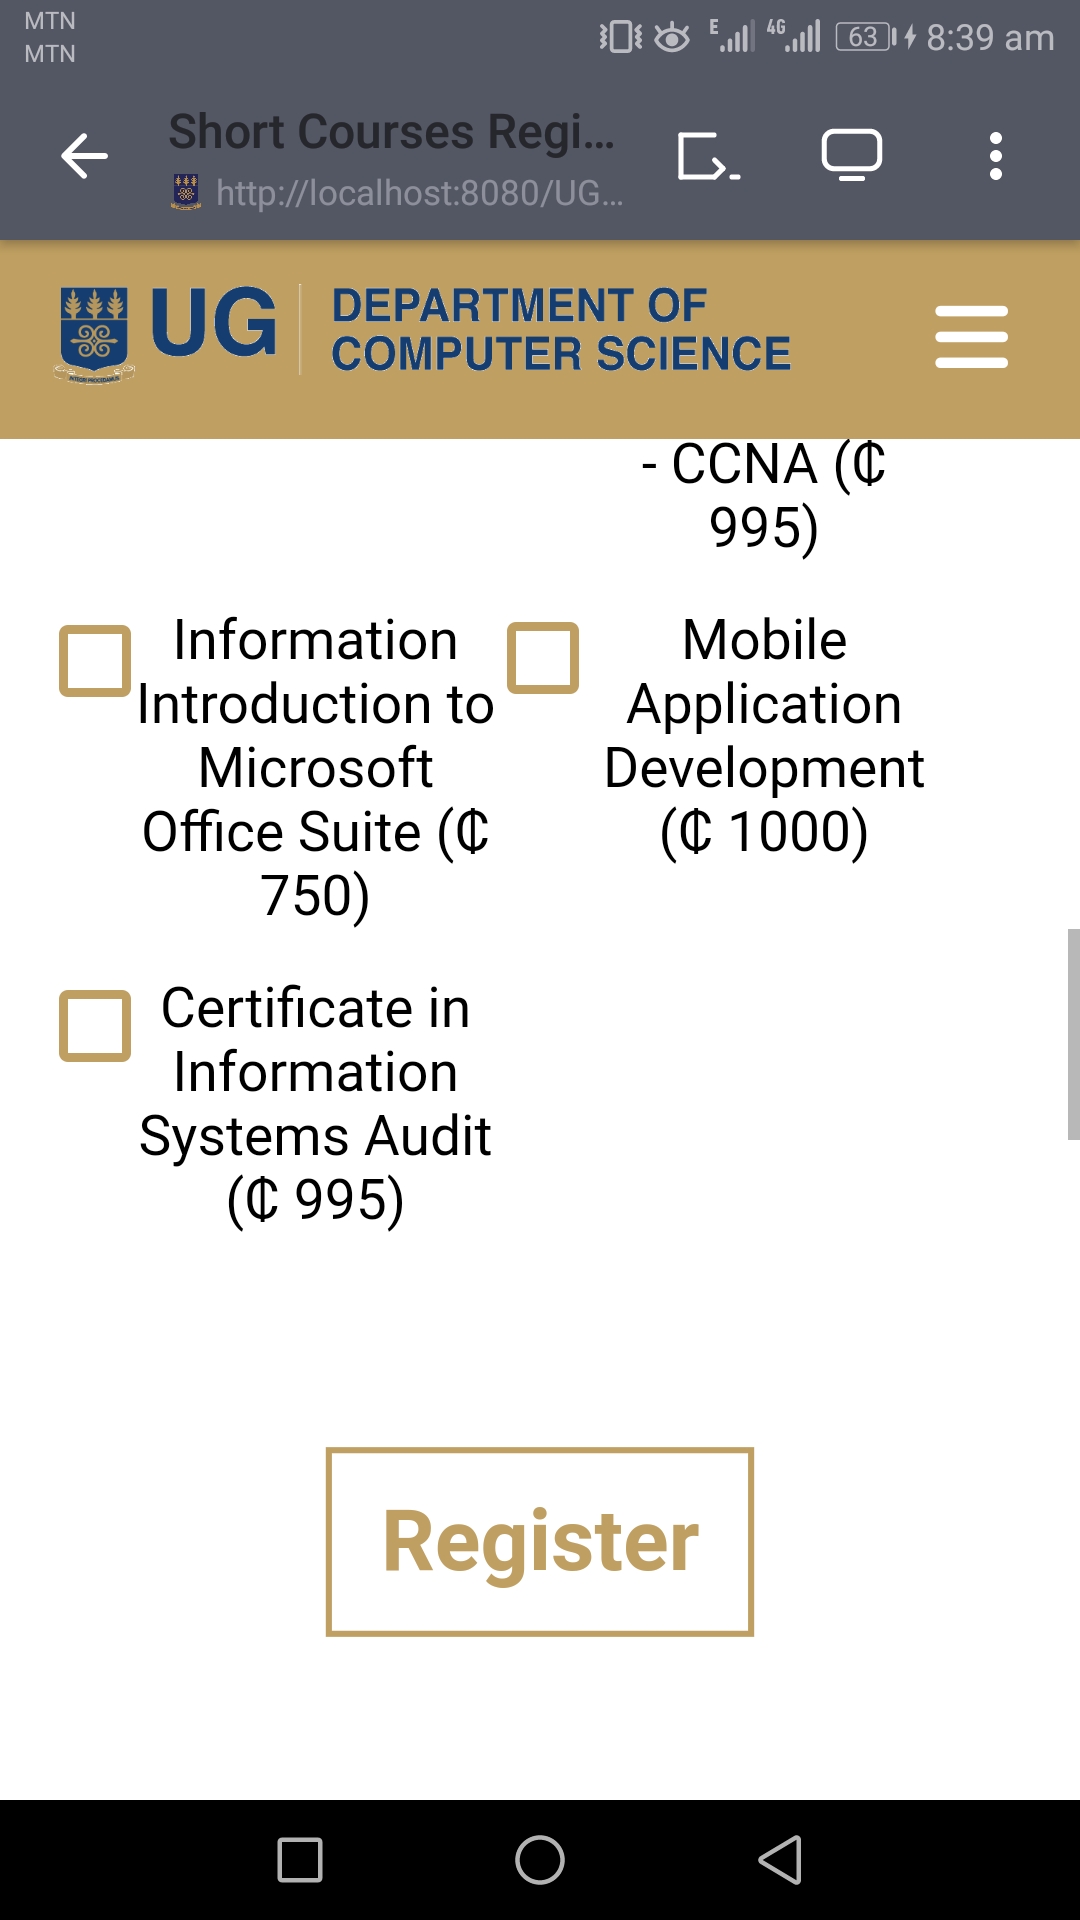 MTN
MTN
E 4G 63 8:39 am
Short Courses Regi...
http://localhost:8080/UG...
UG
DEPARTMENT OF
COMPUTER SCIENCE
- CCNA (₵
995)
Information
Introduction to
Microsoft
Office Suite (₵
750)
Mobile
Application
Development
(₵ 1000)
Certificate in
Information
Systems Audit
(₵ 995)
Register